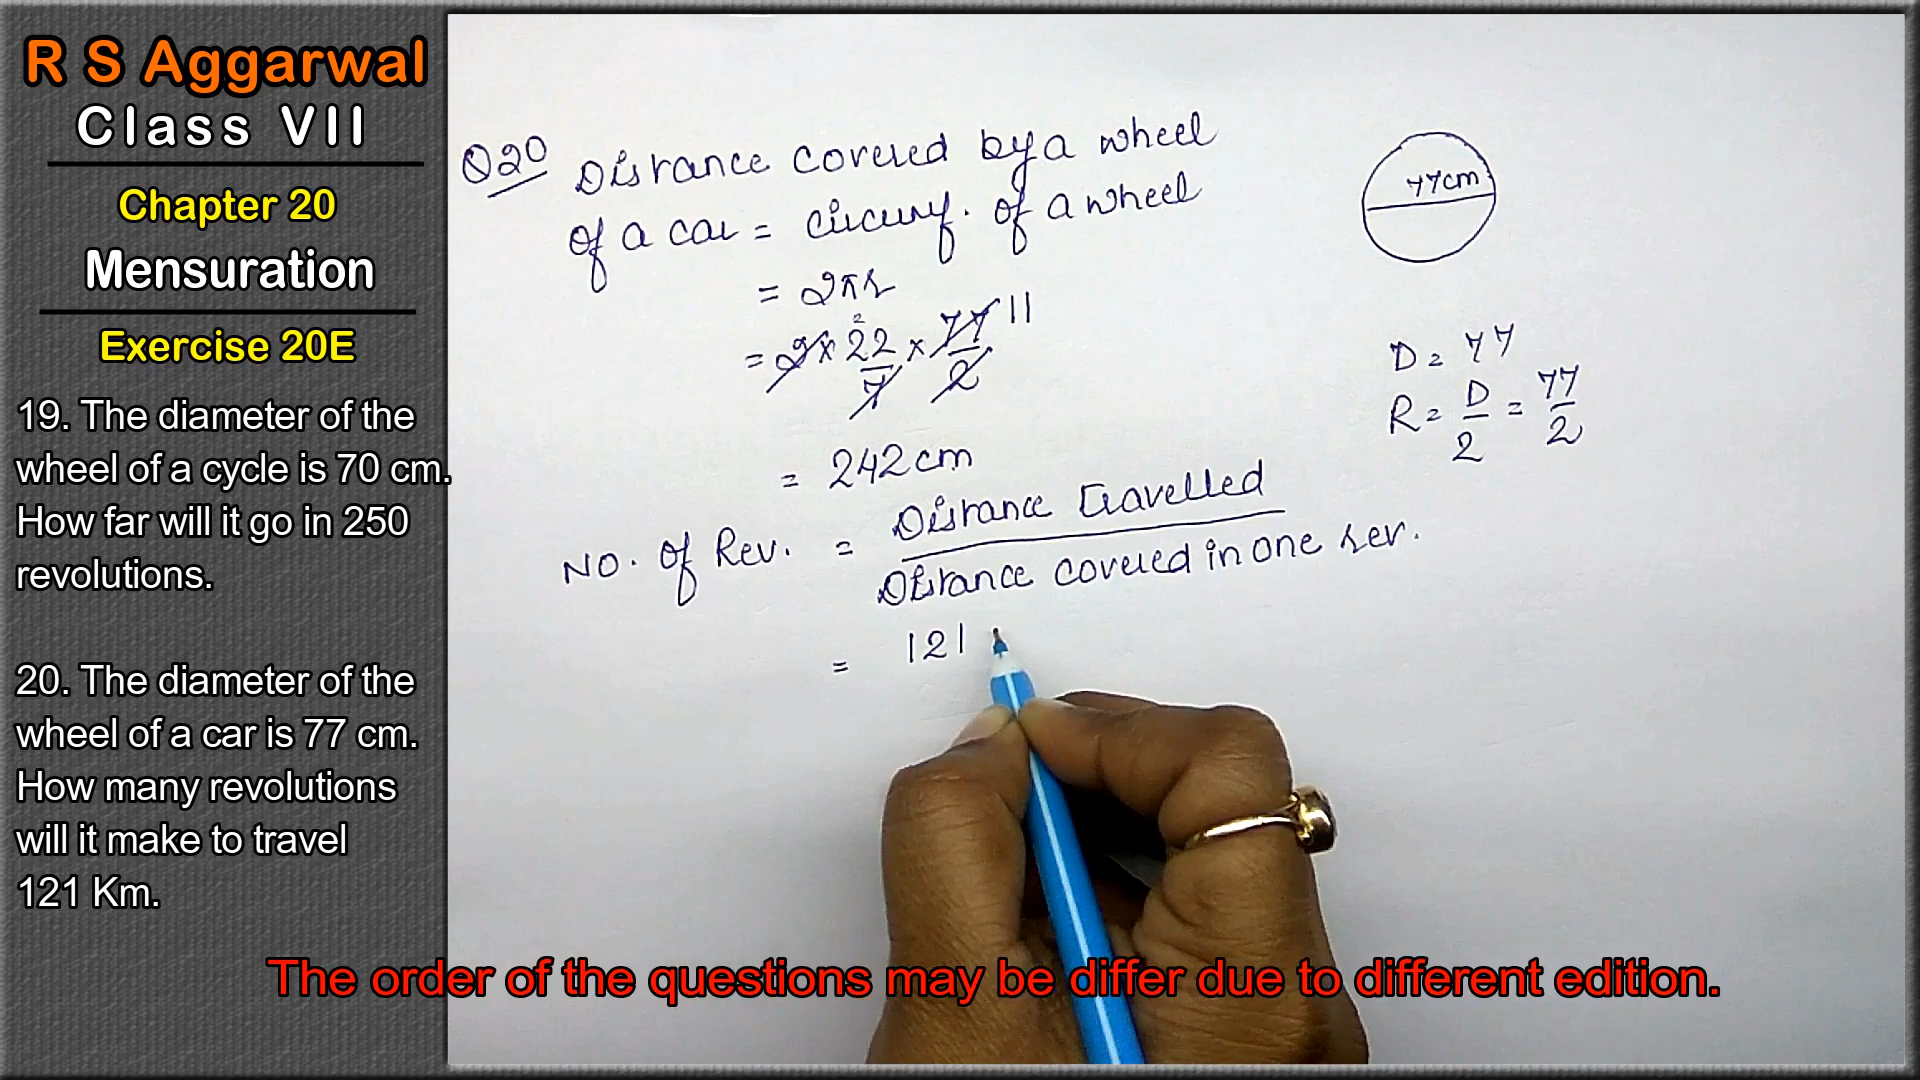 R S Aggarwal
Class VII
Chapter 20
Mensuration
Exercise 20E
19. The diameter of the
wheel of a cycle is 70 cm.
How far will it go in 250
revolutions.
20. The diameter of the
wheel of a car is 77 cm.
How many revolutions
will it make to travel
121 Km.
Q20 Distance covered by a wheel
of a car = circumf. of a wheel
= 2πr
= 2 × 22/7 × 77/2 2 11
= 242 cm
No. of Rev. = Distance Travelled / Distance covered in one rev.
= 121
77cm
D = 77
R = D/2 = 77/2
The order of the questions may be differ due to different edition.